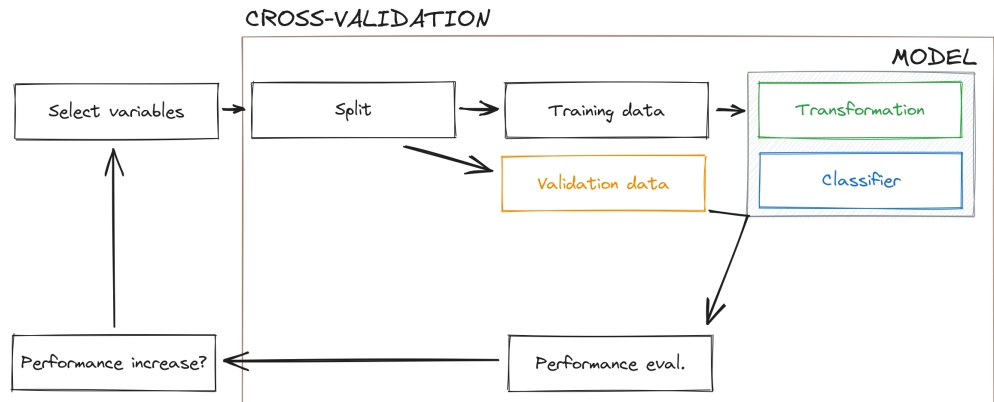 CROSS-VALIDATION
MODEL
Select variables
Split
Training data
Transformation
Validation data
Classifier
Performance increase?
Performance eval.